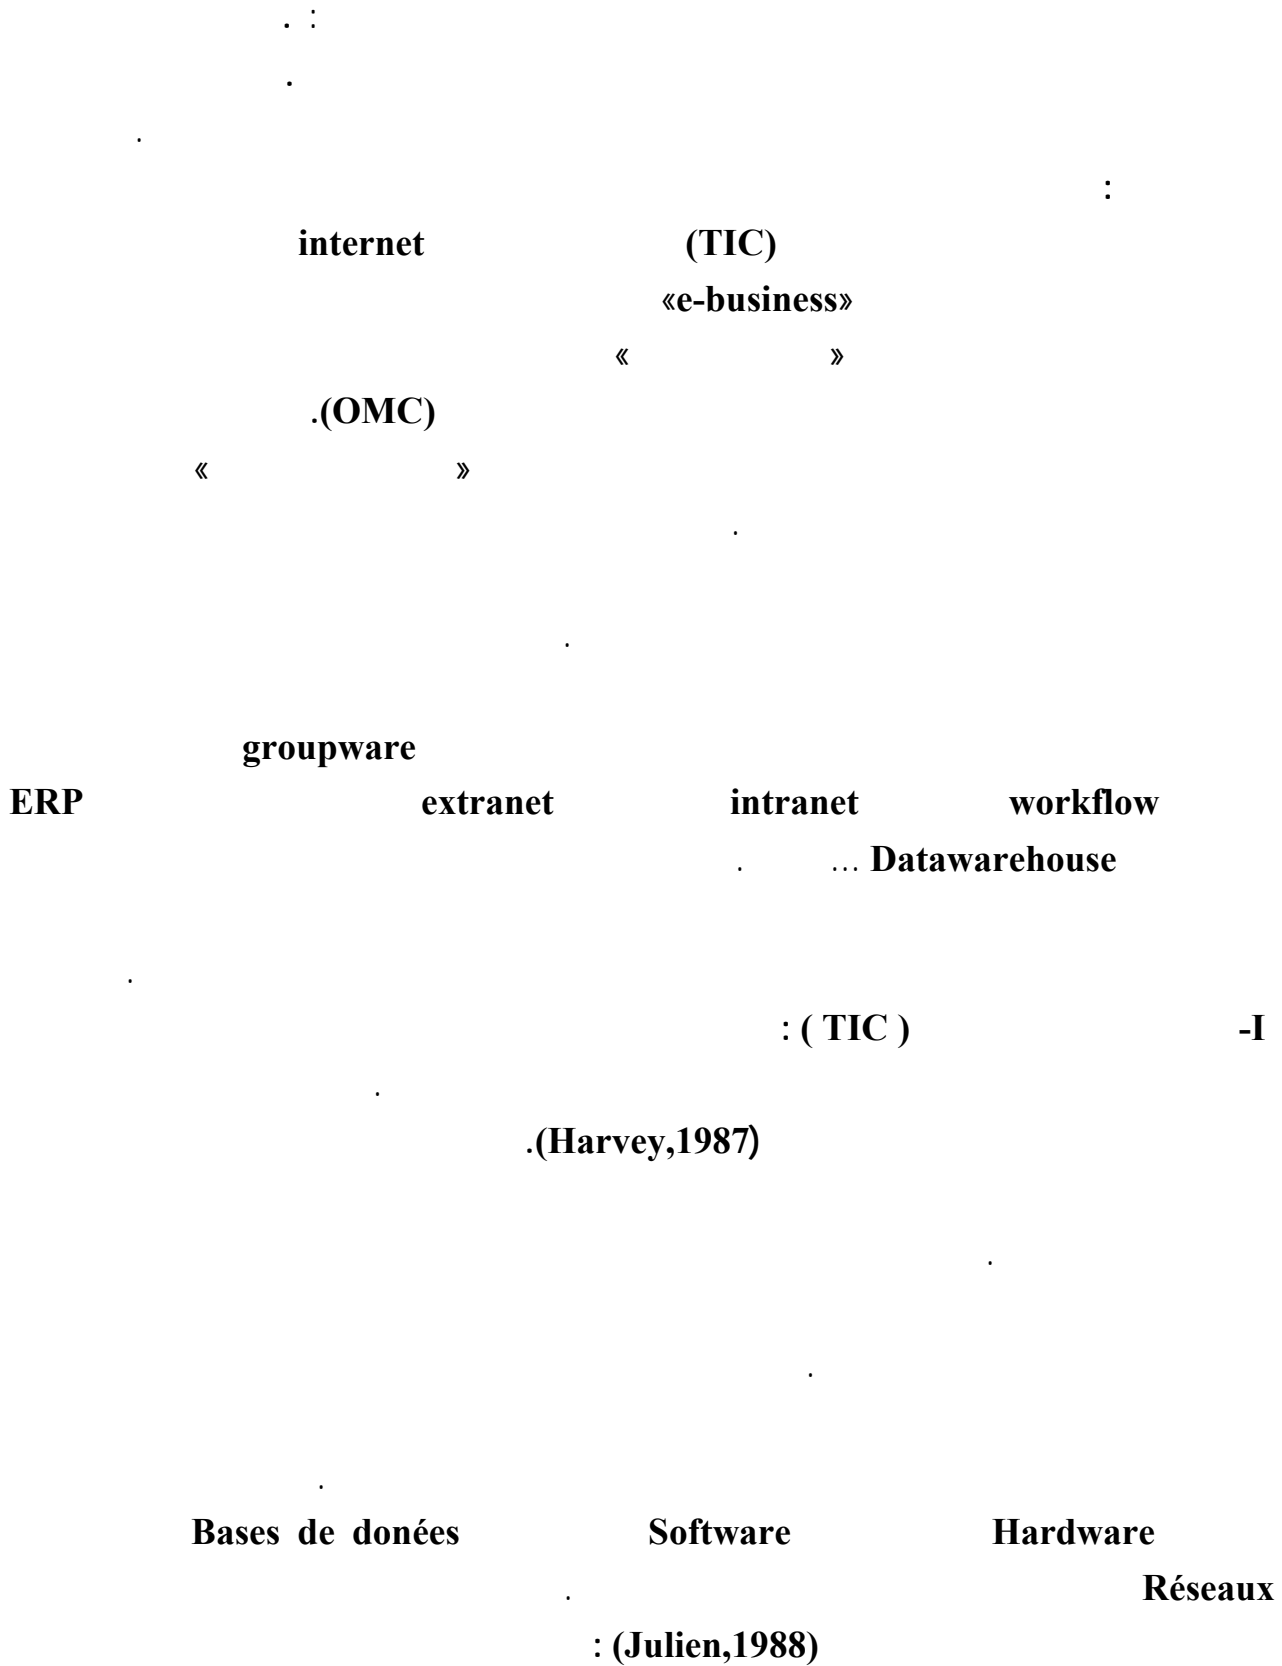 . :
.
.
:
(TIC) internet
«e-business»
« »
.(OMC)
« »
.
.
groupware
workflow intranet extranet ERP
Datawarehouse ... .
.
-I ( TIC ) :
.
.(Harvey,1987)
.
.
.
Hardware Software Bases de donées
Réseaux .
: (Julien,1988)